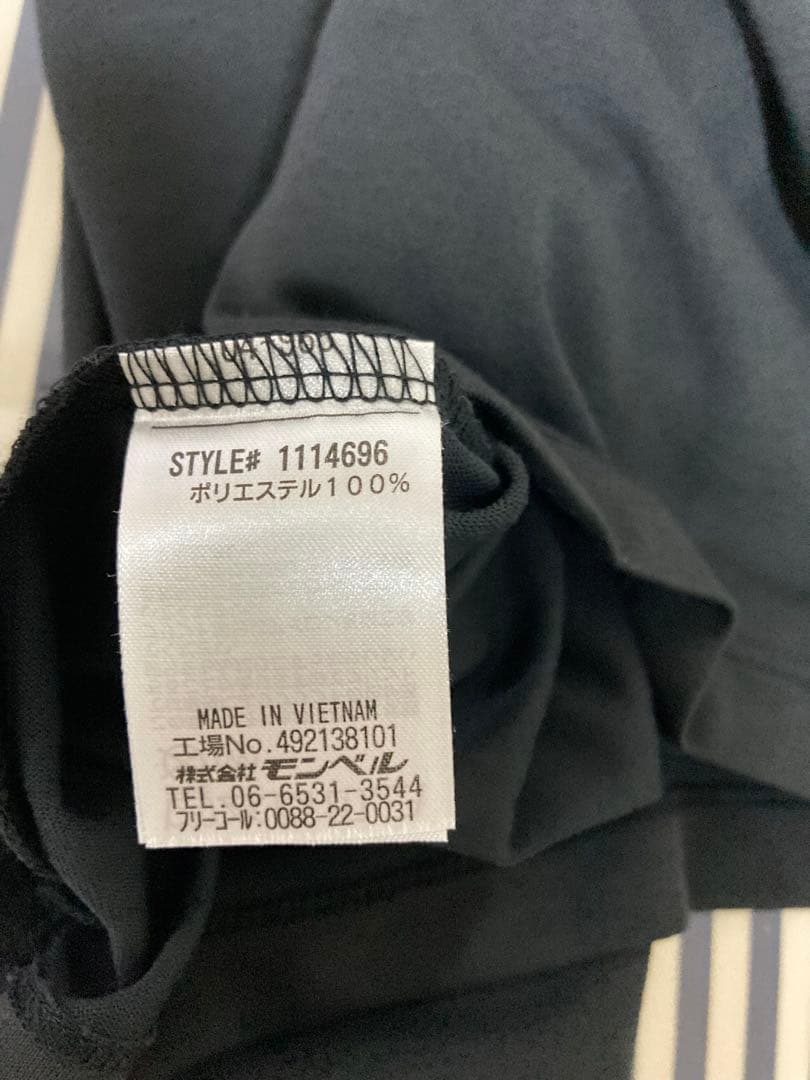 STYLE# 1114696
ポリエステル100%
MADE IN VIETNAM
工場No.492138101
株式会社 モンベル
TEL.06-6531-3544
フリーコール:0088-22-0031